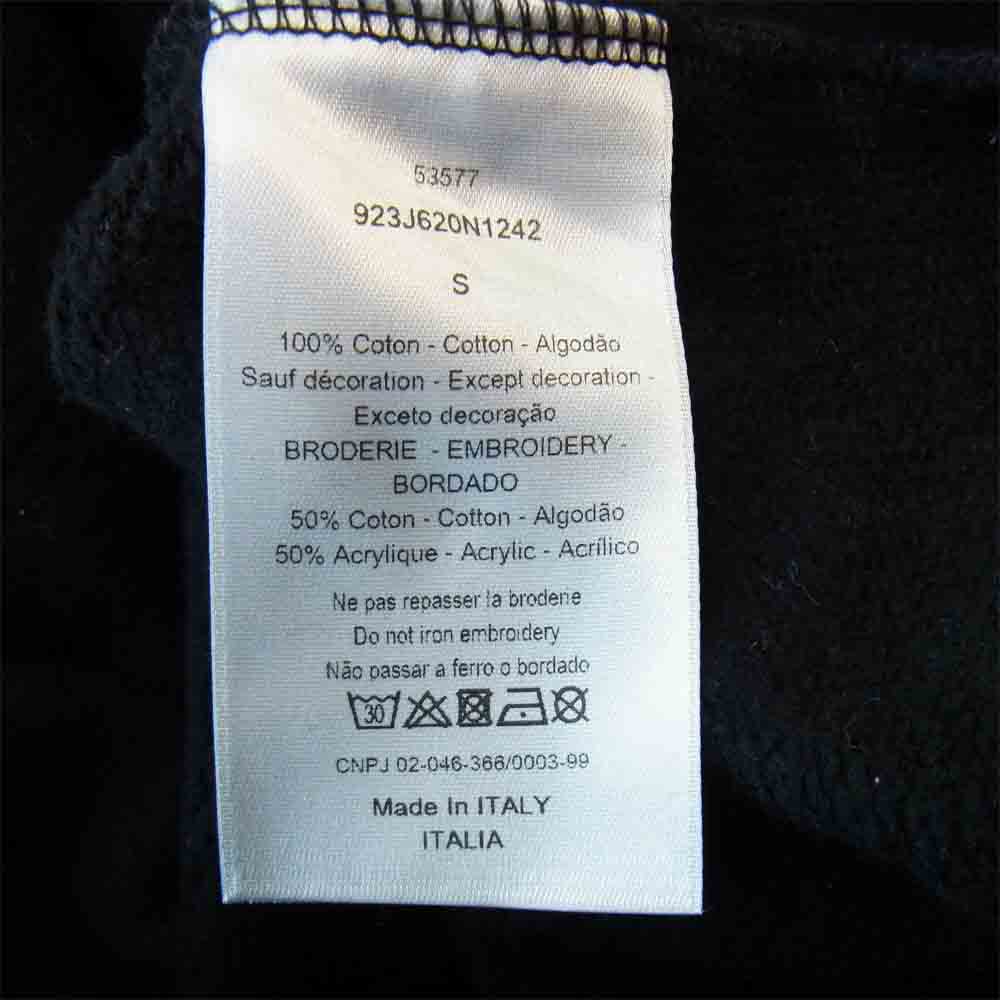 53577
923J620N1242
S
100% Coton - Cotton - Algodão
Sauf décoration - Except decoration -
Exceto decoração
BRODERIE - EMBROIDERY -
BORDADO
50% Coton - Cotton - Algodão
50% Acrylique - Acrylic - Acrílico
Ne pas repasser la broderie
Do not iron embroidery
Não passar a ferro o bordado
30
CNPJ 02-046-366/0003-99
Made In ITALY
ITALIA